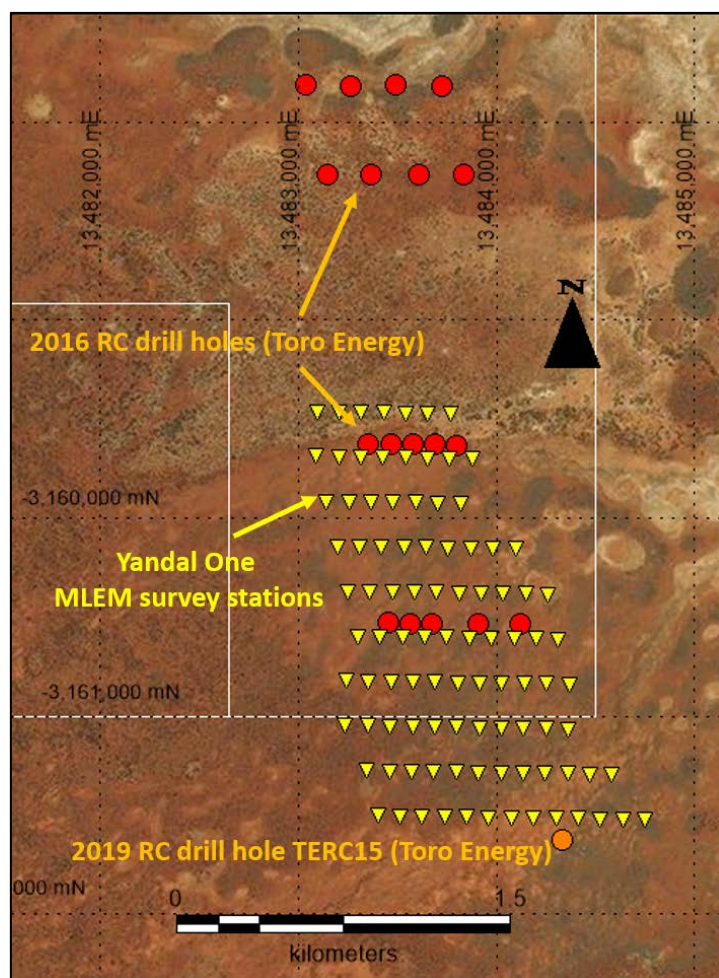 13,482,000 mE
13,483,000 mE
13,484,000 mE
13,485,000 mE
N
2016 RC drill holes (Toro Energy)
-3,160,000 mN
Yandal One
MLEM survey stations
-3,161,000 mN
2019 RC drill hole TERC15 (Toro Energy)
000 mN
0
1.5
kilometers